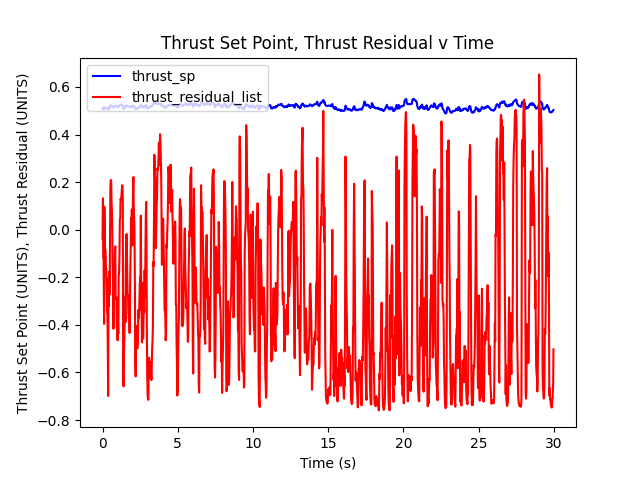 Thrust Set Point, Thrust Residual v Time
thrust_sp
thrust_residual_list
Thrust Set Point (UNITS), Thrust Residual (UNITS)
0.6
0.4
0.2
0.0
−0.2
−0.4
−0.6
−0.8
0 5 10 15 20 25 30
Time (s)